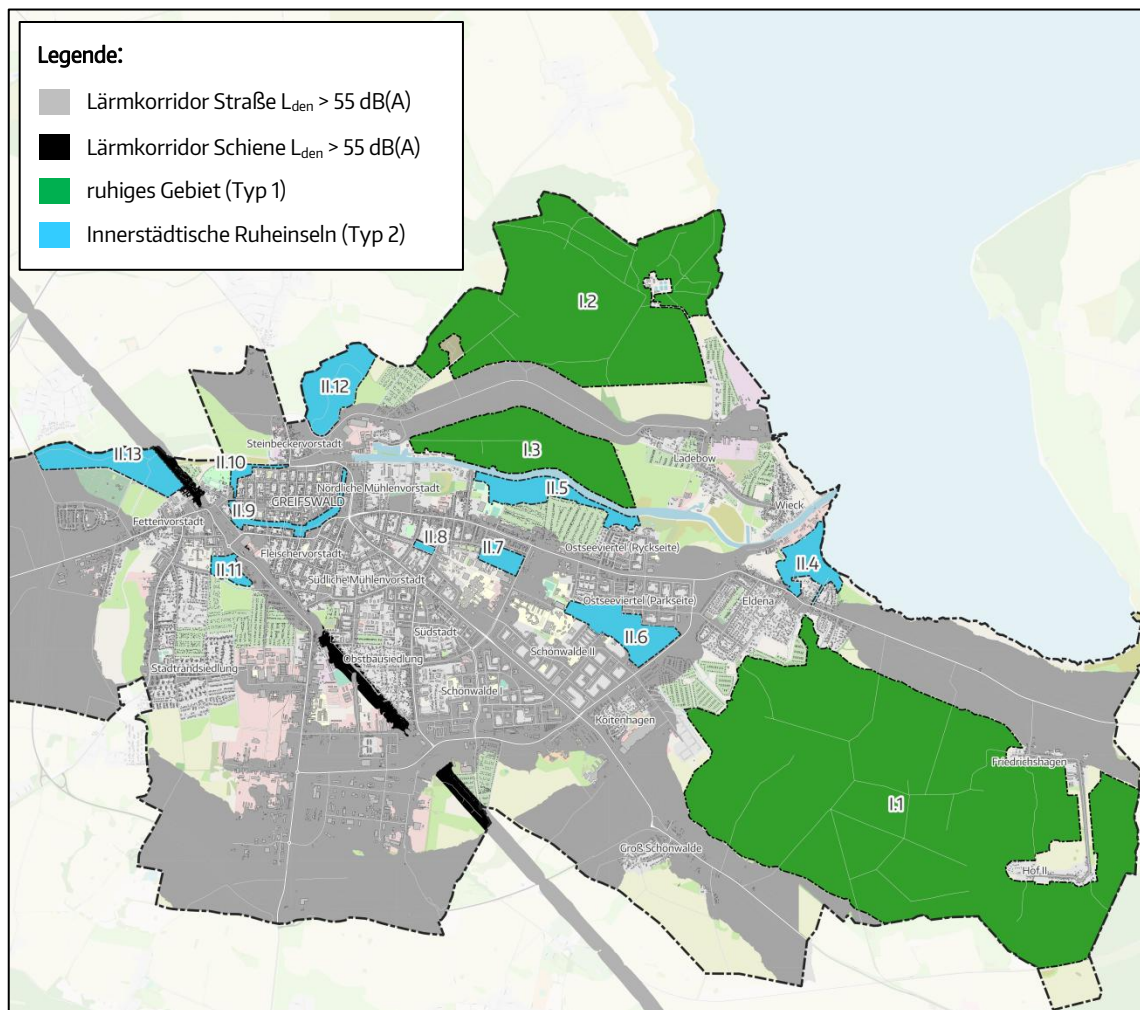 Legende:
Lärmkorridor Straße Lden > 55 dB(A)
Lärmkorridor Schiene Lden > 55 dB(A)
ruhiges Gebiet (Typ 1)
Innerstädtische Ruheinseln (Typ 2)
I.2
II.12
Steinbeckervorstadt
I.3
II.13
II.10
Ladebow
Nördliche Mühlenvorstadt
II.5
GREIFSWALD
Wieck
II.9
Fettenvorstadt
II.8
Ostseeviertel (Ryckseite)
Fleischervorstadt
II.7
II.4
II.11
Südliche Mühlenvorstadt
Ostseeviertel (Parkseite)
Eldena
Südstadt
II.6
Schönwalde II
Obstbausiedlung
Stadtrandsiedlung
Schönwalde I
Koitenhagen
Friedrichshagen
I.1
Groß Schönwalde
Hof II